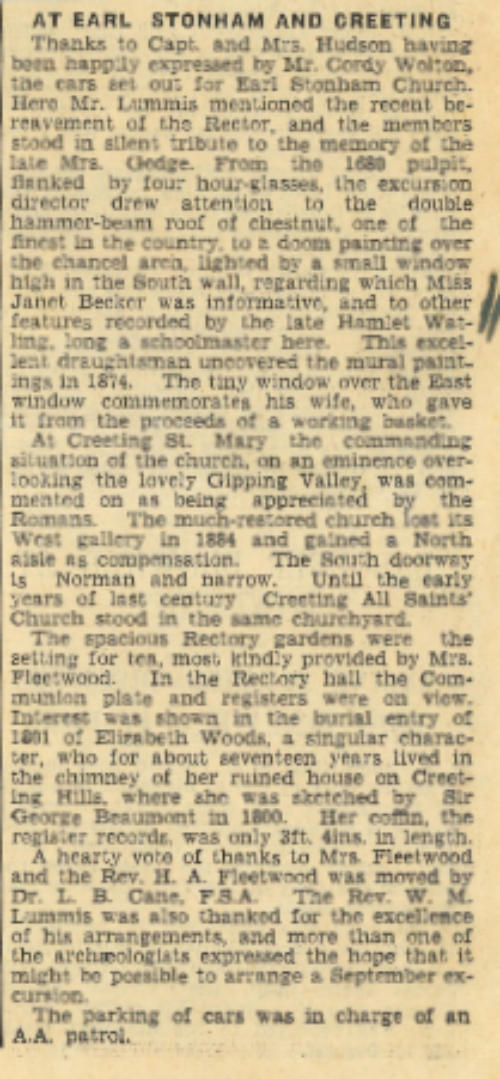 AT EARL STONHAM AND CREETING
Thanks to Capt. and Mrs. Hudson having
been happily expressed by Mr. Cordy Wolton,
the cars set out for Earl Stonham Church.
Here Mr. Lummis mentioned the recent be-
reavement of the Rector, and the members
stood in silent tribute to the memory of the
late Mrs. Gedge. From the 1680 pulpit,
flanked by four hour-glasses, the excursion
director drew attention to the double
hammer-beam roof of chestnut, one of the
finest in the country, to a doom painting over
the chancel arch, lighted by a small window
high in the South wall, regarding which Miss
Janet Becker was informative, and to other
features recorded by the late Hamlet Wat-
ling, long a schoolmaster here. This excel-
lent draughtsman uncovered the mural paint-
ings in 1874. The tiny window over the East
window commemorates his wife, who gave
it from the proceeds of a working basket.
At Creeting St. Mary the commanding
situation of the church, on an eminence over-
looking the lovely Gipping Valley, was com-
mented on as being appreciated by the
Romans. The much-restored church lost its
West gallery in 1884 and gained a North
aisle as compensation. The South doorway
is Norman and narrow. Until the early
years of last century Creeting All Saints'
Church stood in the same churchyard.
The spacious Rectory gardens were the
setting for tea, most kindly provided by Mrs.
Fleetwood. In the Rectory hall the Com-
munion plate and registers were on view.
Interest was shown in the burial entry of
1801 of Elizabeth Woods, a singular charac-
ter, who for about seventeen years lived in
the chimney of her ruined house on Creet-
ing Hills, where she was sketched by Sir
George Beaumont in 1800. Her coffin, the
register records, was only 3ft. 4ins. in length.
A hearty vote of thanks to Mrs. Fleetwood
and the Rev. H. A. Fleetwood was moved by
Dr. L. B. Cane, F.S.A. The Rev. W. M.
Lummis was also thanked for the excellence
of his arrangements, and more than one of
the archæologists expressed the hope that it
might be possible to arrange a September ex-
cursion.
The parking of cars was in charge of an
A.A. patrol.